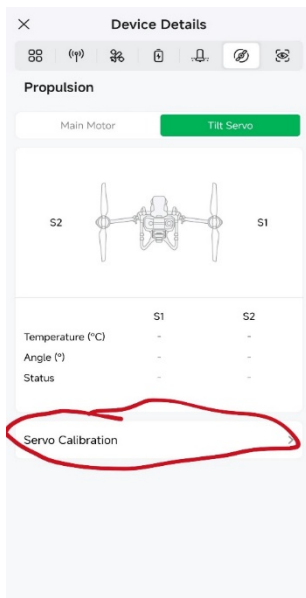 Device Details
Propulsion
Main Motor Tilt Servo
S2 S1
S1 S2
Temperature (°C) - -
Angle (°) - -
Status - -
Servo Calibration